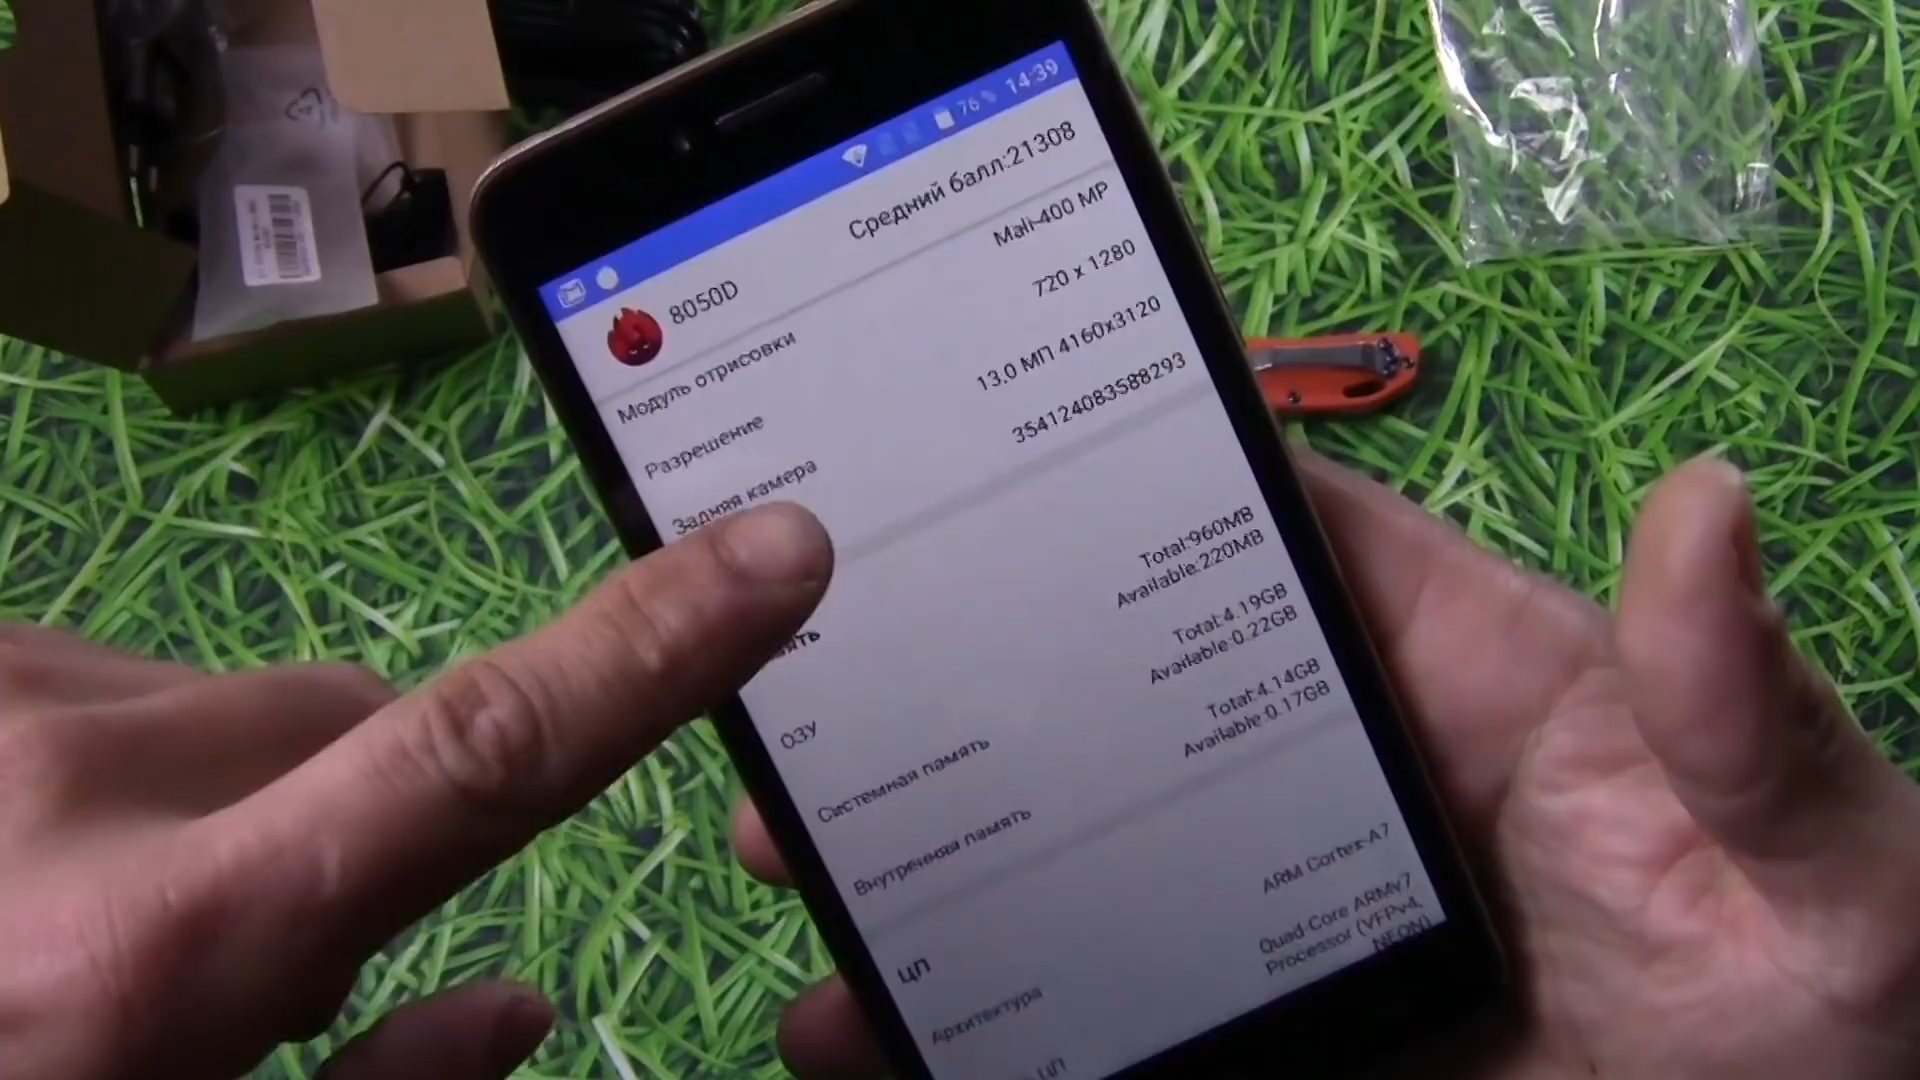 76 14:39
8050D Средний балл:21308
Модуль отрисовки Mali-400 MP
Разрешение 720 x 1280
Задняя камера 13.0 МП 4160x3120
354124083588293
ОЗУ Total:960MB
Available:220MB
Системная память Total:4.19GB
Available:0.22GB
Внутренняя память Total:4.14GB
Available:0.17GB
ЦП
Архитектура ARM Cortex-A7
ЦП Quad-Core ARMv7
Processor (VFPv4,
NEON)